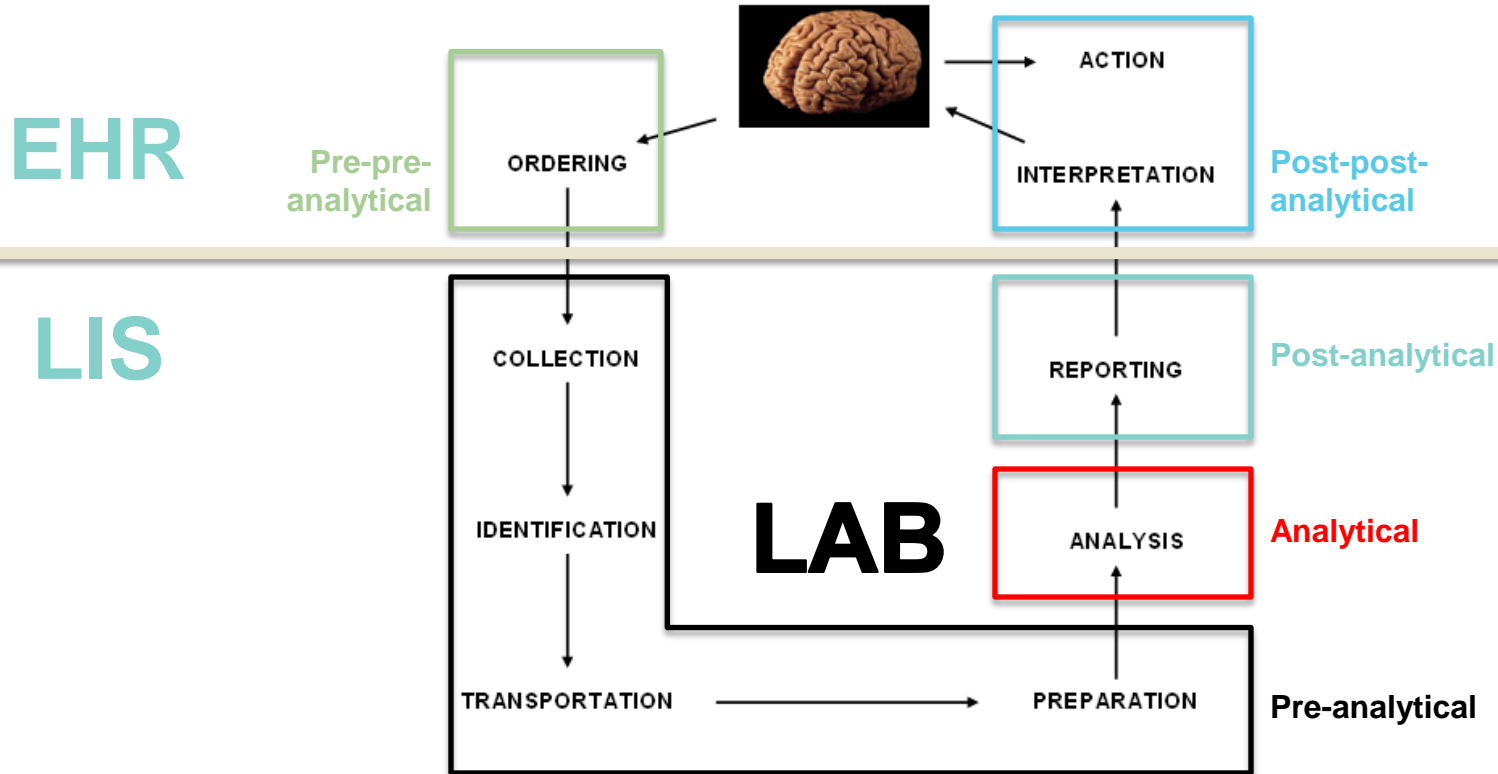 EHR
Pre-pre-
analytical
ORDERING
ACTION
INTERPRETATION
Post-post-
analytical
LIS
COLLECTION
REPORTING
Post-analytical
IDENTIFICATION
LAB
ANALYSIS
Analytical
TRANSPORTATION
PREPARATION
Pre-analytical